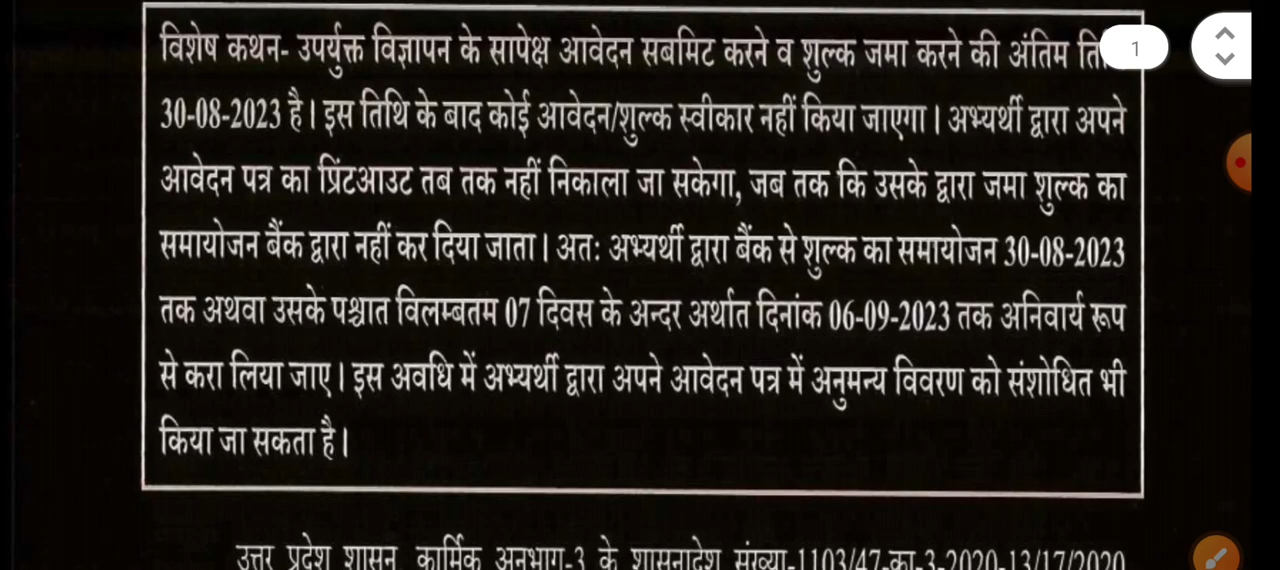 विशेष कथन- उपर्युक्त विज्ञापन के सापेक्ष आवेदन सबमिट करने व शुल्क जमा करने की अंतिम
1
30-08-2023 है। इस तिथि के बाद कोई आवेदन/शुल्क स्वीकार नहीं किया जाएगा। अभ्यर्थी द्वारा अपने
आवेदन पत्र का प्रिंटआउट तब तक नहीं निकाला जा सकेगा, जब तक कि उसके द्वारा जमा शुल्क का
समायोजन बैंक द्वारा नहीं कर दिया जाता। अत: अभ्यर्थी द्वारा बैंक से शुल्क का समायोजन 30-08-2023
तक अथवा उसके पश्चात विलम्बतम 07 दिवस के अन्दर अर्थात दिनांक 06-09-2023 तक अनिवार्य रूप
से करा लिया जाए। इस अवधि में अभ्यर्थी द्वारा अपने आवेदन पत्र में अनुमन्य विवरण को संशोधित भी
किया जा सकता है।
उत्तर प्रदेश शासन, कार्मिक अनुभाग-3 के शासनादेश संख्या-1103/47-का-3-2020-13/17/2020